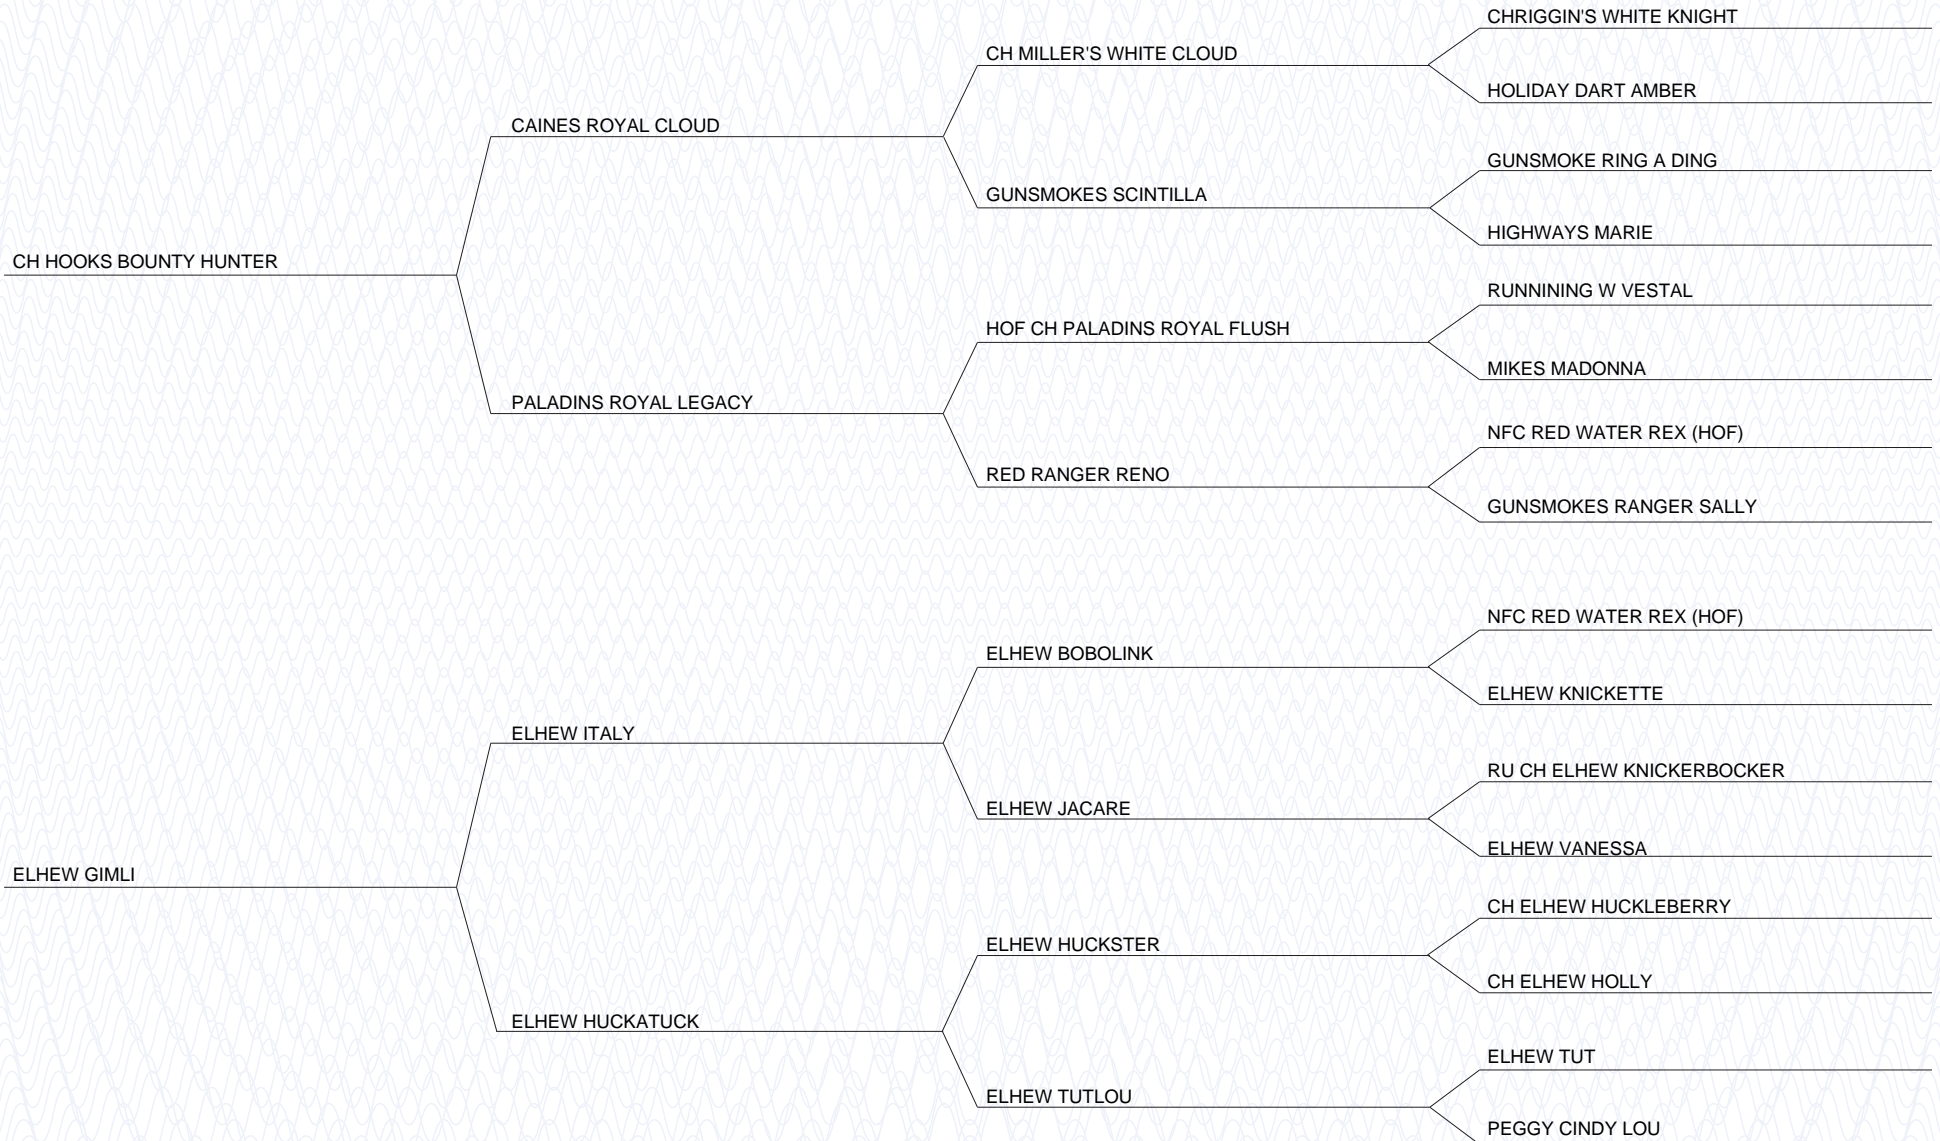 CHRIGGIN'S WHITE KNIGHT
CH MILLER'S WHITE CLOUD
HOLIDAY DART AMBER
CAINES ROYAL CLOUD
GUNSMOKE RING A DING
GUNSMOKES SCINTILLA
HIGHWAYS MARIE
CH HOOKS BOUNTY HUNTER
RUNNINING W VESTAL
HOF CH PALADINS ROYAL FLUSH
MIKES MADONNA
PALADINS ROYAL LEGACY
NFC RED WATER REX (HOF)
RED RANGER RENO
GUNSMOKES RANGER SALLY
NFC RED WATER REX (HOF)
ELHEW BOBOLINK
ELHEW KNICKETTE
ELHEW ITALY
RU CH ELHEW KNICKERBOCKER
ELHEW JACARE
ELHEW VANESSA
ELHEW GIMLI
CH ELHEW HUCKLEBERRY
ELHEW HUCKSTER
CH ELHEW HOLLY
ELHEW HUCKATUCK
ELHEW TUT
ELHEW TUTLOU
PEGGY CINDY LOU